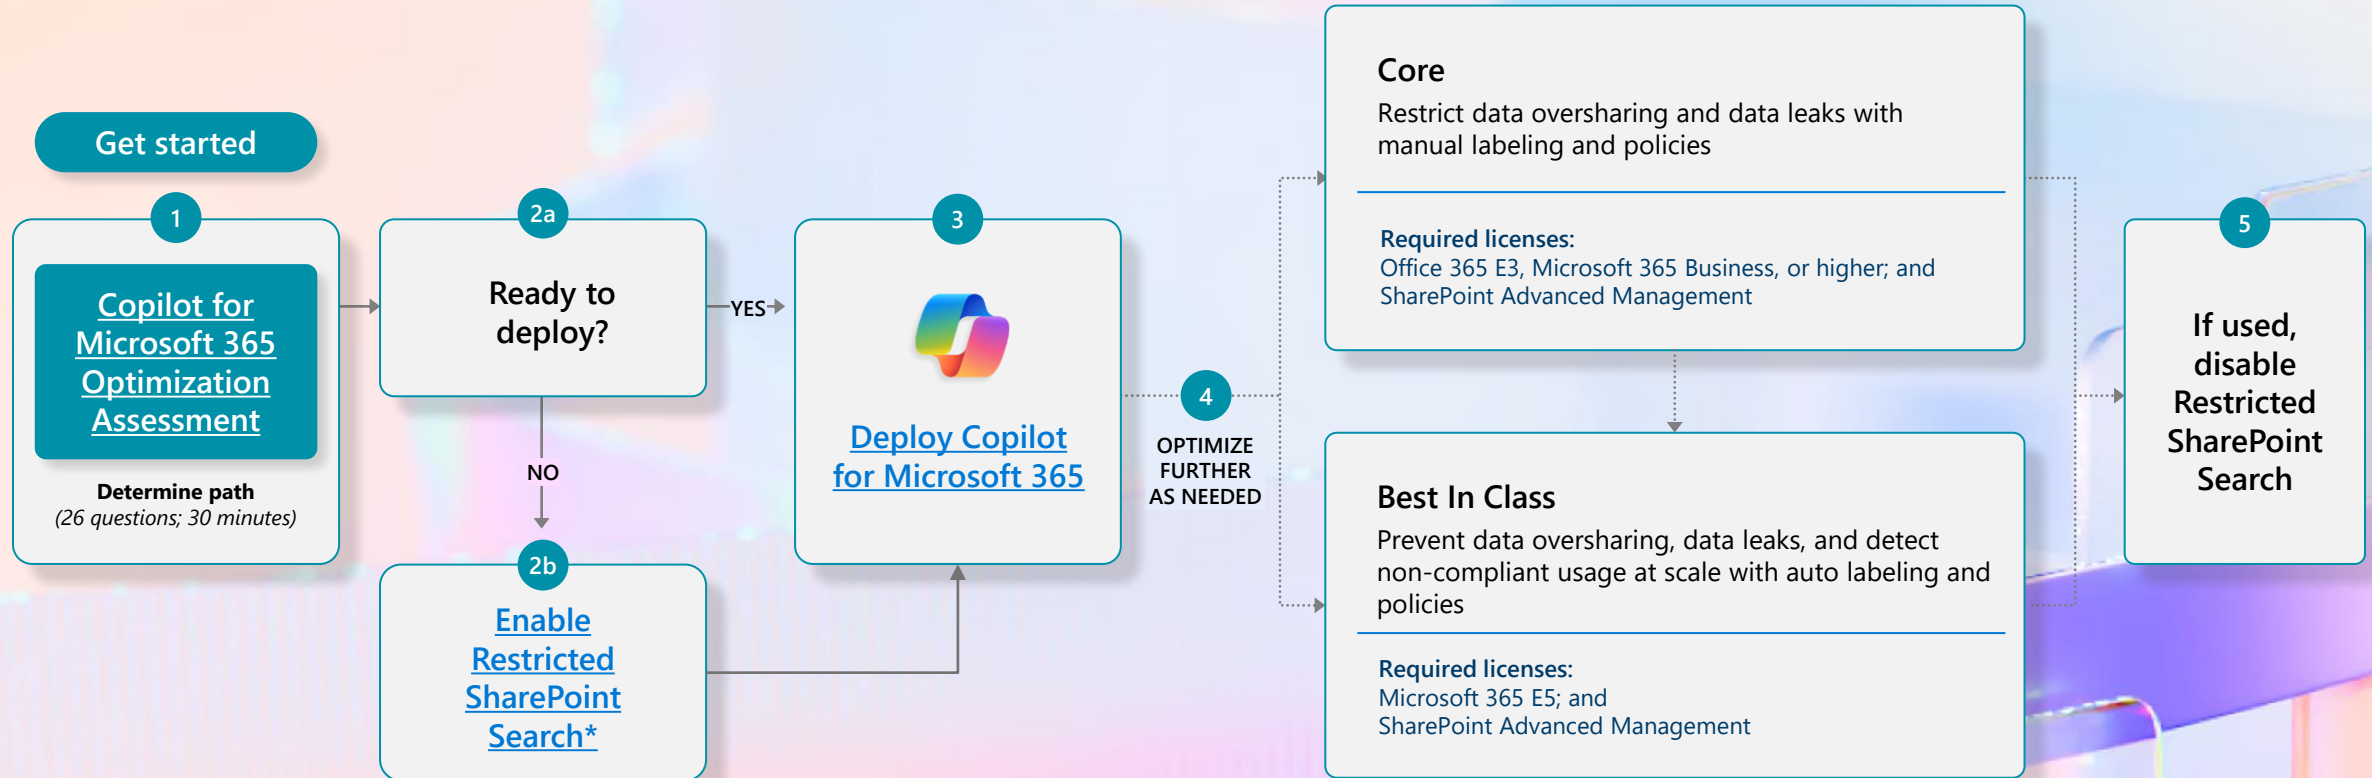 Get started
1
Copilot for
Microsoft 365
Optimization
Assessment
Determine path
(26 questions; 30 minutes)
2a
Ready to
deploy?
YES
NO
2b
Enable
Restricted
SharePoint
Search*
3
Deploy Copilot
for Microsoft 365
4
OPTIMIZE
FURTHER
AS NEEDED
Core
Restrict data oversharing and data leaks with
manual labeling and policies
Required licenses:
Office 365 E3, Microsoft 365 Business, or higher; and
SharePoint Advanced Management
Best In Class
Prevent data oversharing, data leaks, and detect
non-compliant usage at scale with auto labeling and
policies
Required licenses:
Microsoft 365 E5; and
SharePoint Advanced Management
5
If used,
disable
Restricted
SharePoint
Search